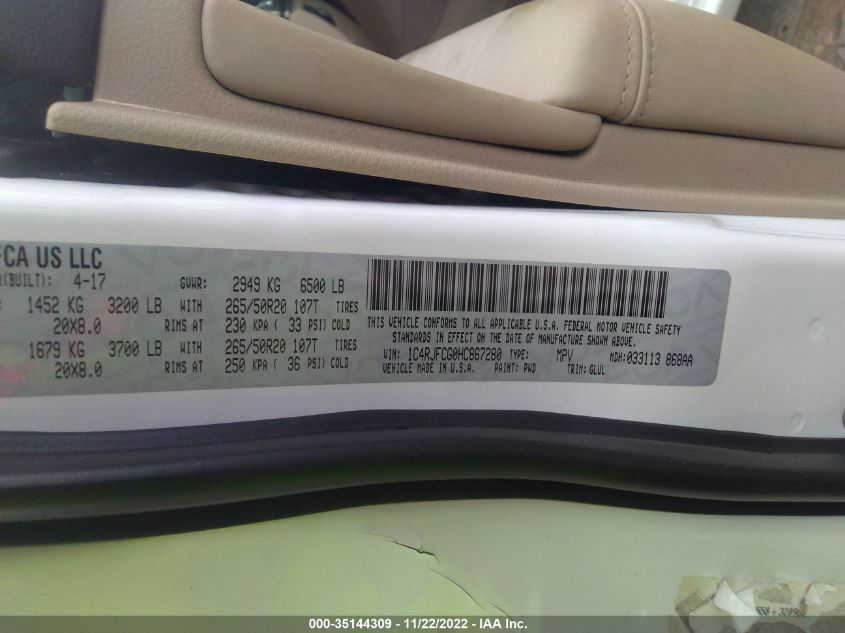 FCA US LLC
(BUILT): 4-17 GVWR: 2949 KG 6500 LB
1452 KG 3200 LB WITH 265/50R20 107T TIRES
20X8.0 RIMS AT 230 KPA ( 33 PSI) COLD
1679 KG 3700 LB WITH 265/50R20 107T TIRES
20X8.0 RIMS AT 250 KPA ( 36 PSI) COLD
THIS VEHICLE CONFORMS TO ALL APPLICABLE U.S.A. FEDERAL MOTOR VEHICLE SAFETY
STANDARDS IN EFFECT ON THE DATE OF MANUFACTURE SHOWN ABOVE.
VIN: 1C4RJFCG0HC867280 TYPE: MPV MDH:033113 868AA
VEHICLE MADE IN U.S.A. PAINT: PWD TRIM: GLUL
000-35144309 - 11/22/2022 - IAA Inc.